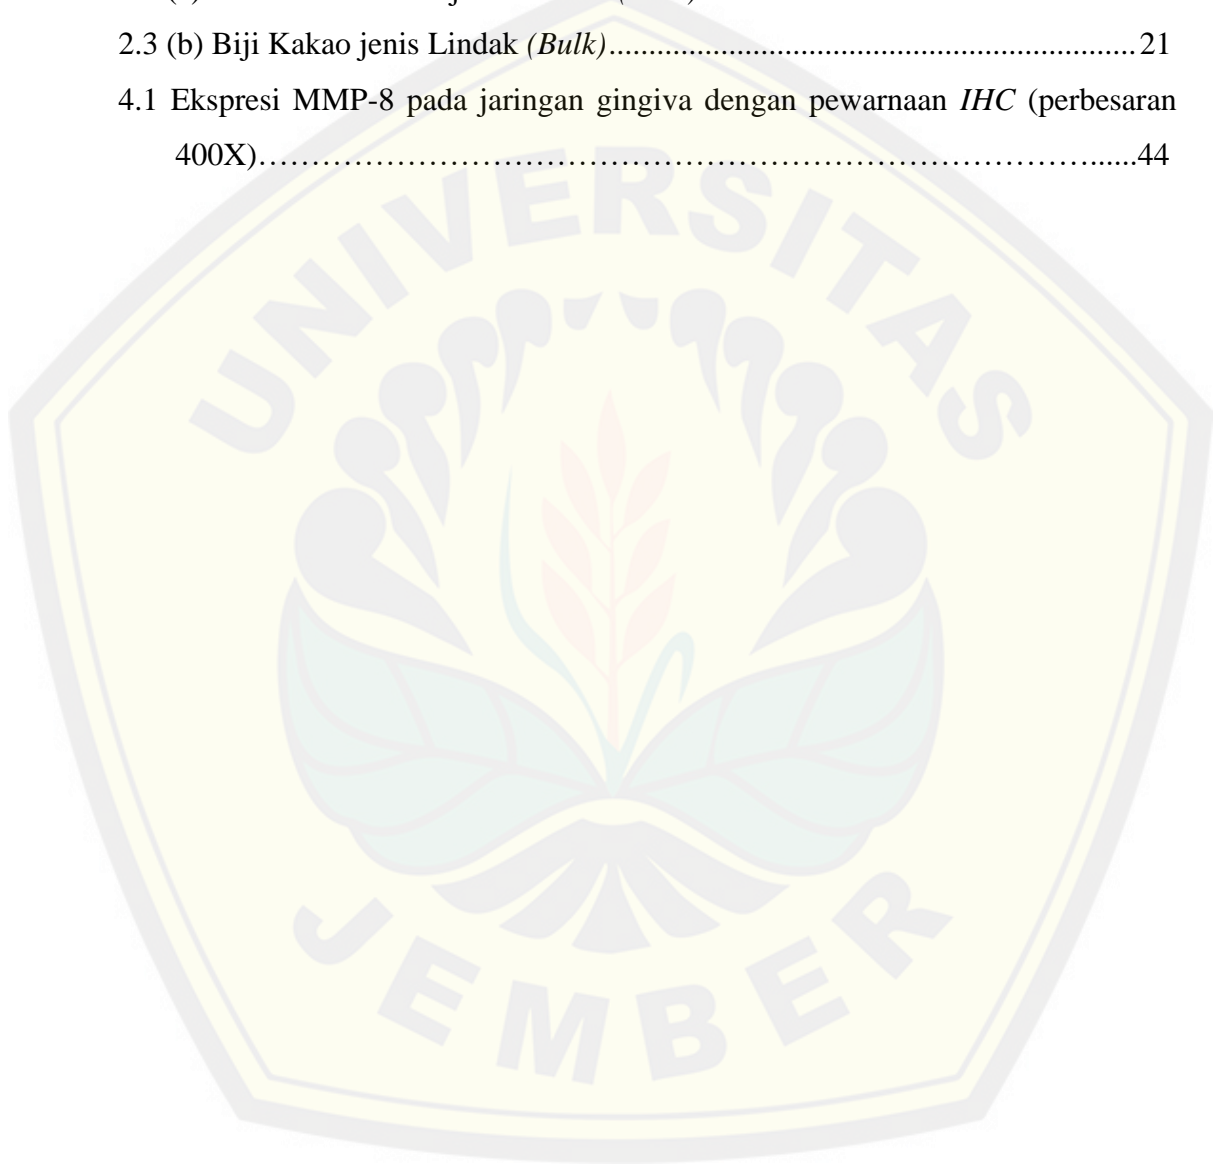 2.3 (b) Biji Kakao jenis Lindak (Bulk)..................................................................21
4.1 Ekspresi MMP-8 pada jaringan gingiva dengan pewarnaan IHC (perbesaran
400X)…………………………………………………………………………......44
UNIVERSITAS
JEMBER